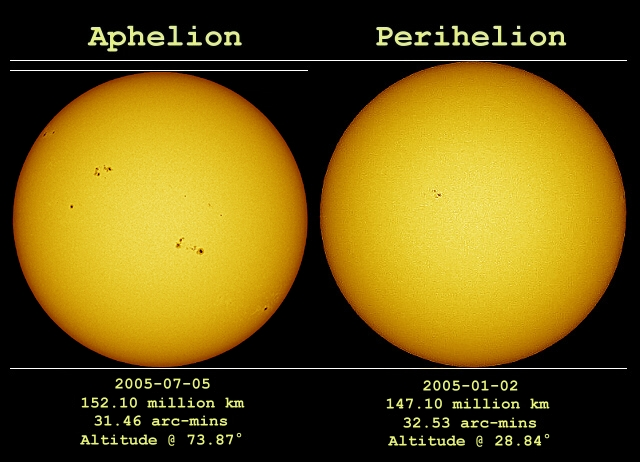 Aphelion
Perihelion
2005-07-05
152.10 million km
31.46 arc-mins
Altitude @ 73.87°
2005-01-02
147.10 million km
32.53 arc-mins
Altitude @ 28.84°